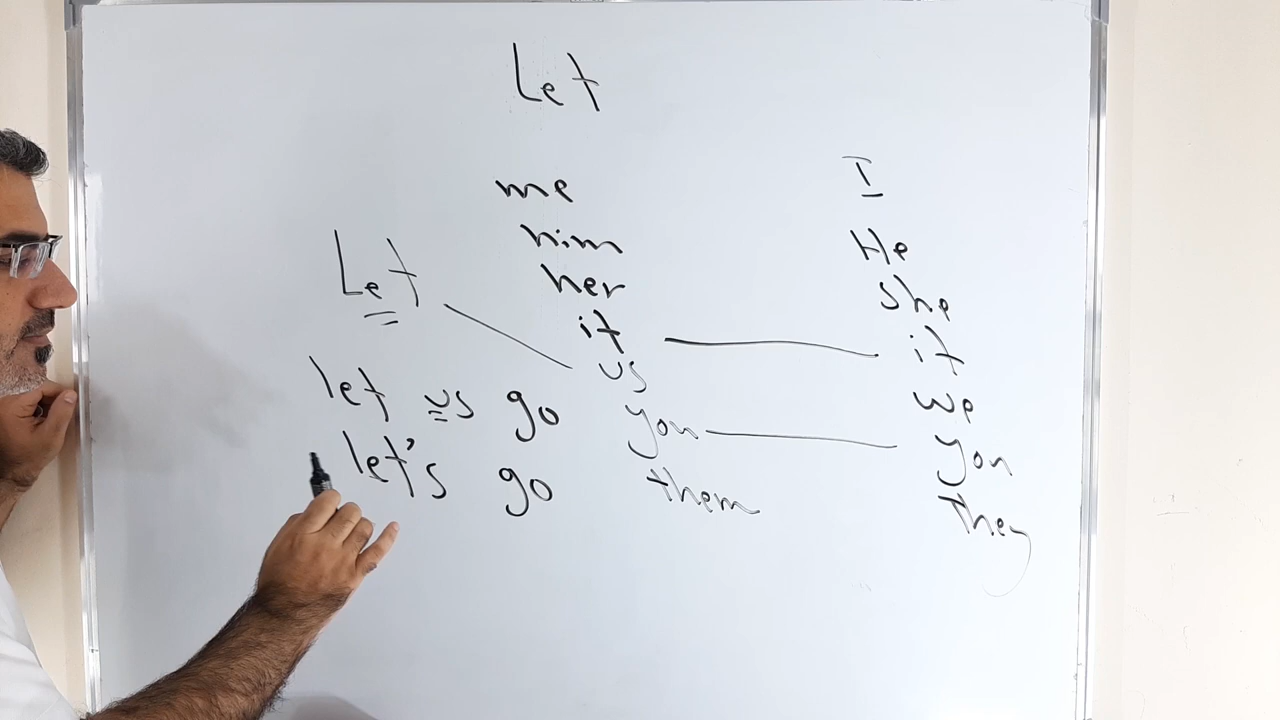 Let
me
him
her
it
us
you
them
I
He
she
it
we
you
they
Let
let us go
let's go